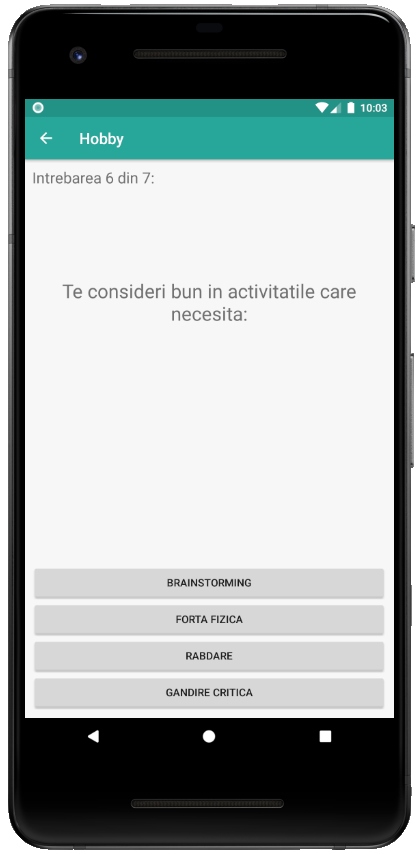 10:03
Hobby
Intrebarea 6 din 7:
Te consideri bun in activitatile care
necesita:
BRAINSTORMING
FORTA FIZICA
RABDARE
GANDIRE CRITICA